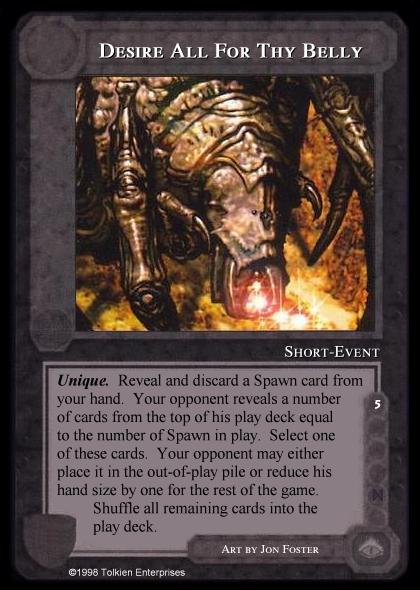 Desire All For Thy Belly
Short-Event
Unique. Reveal and discard a Spawn card from
your hand. Your opponent reveals a number
of cards from the top of his play deck equal
to the number of Spawn in play. Select one
of these cards. Your opponent may either
place it in the out-of-play pile or reduce his
hand size by one for the rest of the game.
Shuffle all remaining cards into the
play deck.
5
Art by Jon Foster
©1998 Tolkien Enterprises